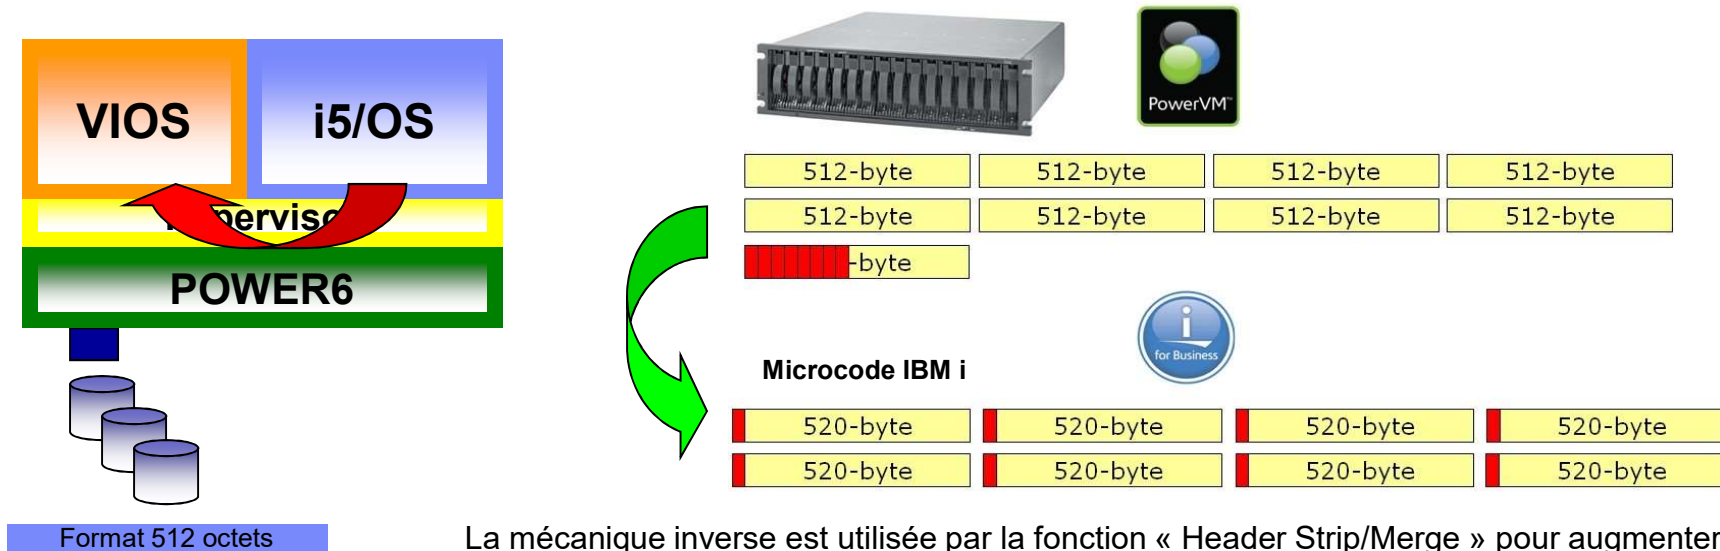 VIOS
i5/OS
POWER6
Format 512 octets
PowerVM™
512-byte 512-byte 512-byte 512-byte
512-byte 512-byte 512-byte 512-byte
-byte
i
for Business
Microcode IBM i
520-byte 520-byte 520-byte 520-byte
520-byte 520-byte 520-byte 520-byte
La mécanique inverse est utilisée par la fonction « Header Strip/Merge » pour augmenter